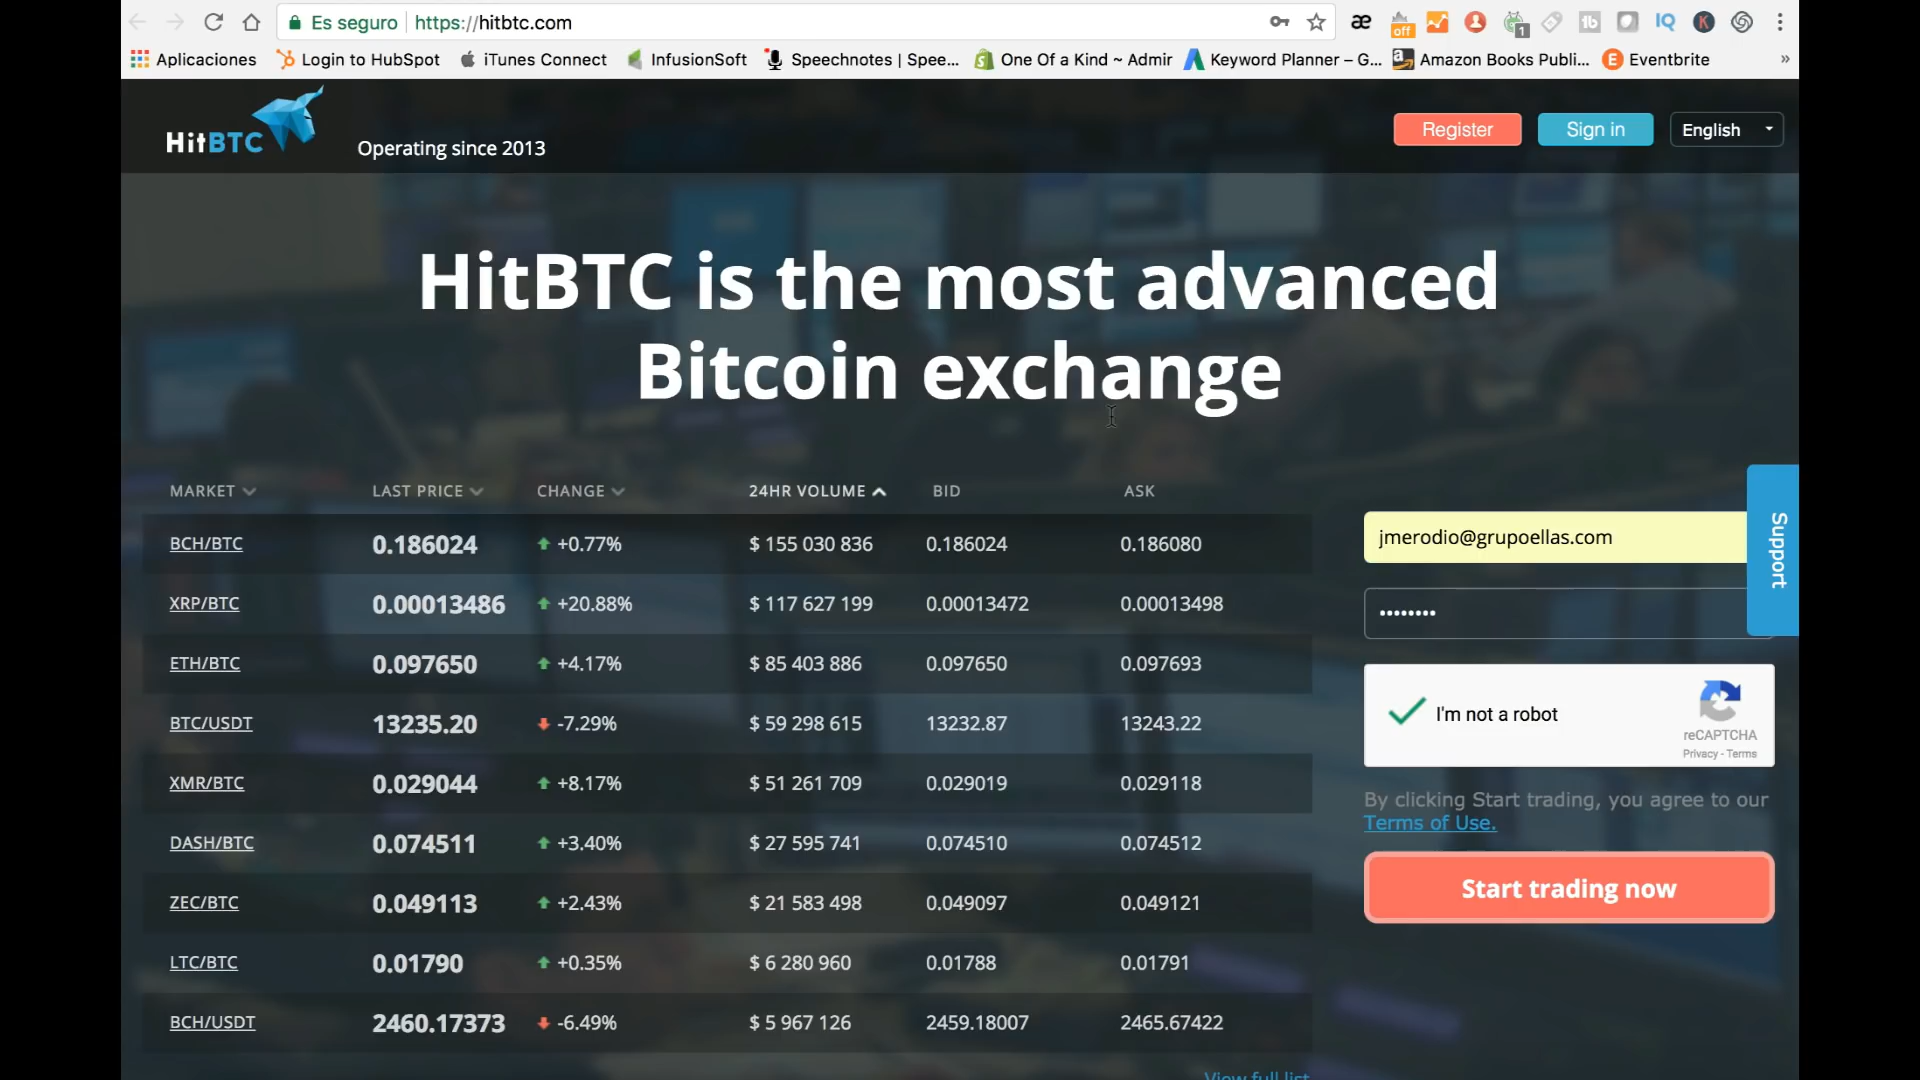 Es seguro https://hitbtc.com
off 1 tb IQ K
Aplicaciones Login to HubSpot iTunes Connect InfusionSoft Speechnotes | Spee... One Of a Kind ~ Admir Keyword Planner – G... Amazon Books Publi... Eventbrite »
HitBTC Operating since 2013 Register Sign in English
HitBTC is the most advanced
Bitcoin exchange
MARKET LAST PRICE CHANGE 24HR VOLUME BID ASK
BCH/BTC 0.186024 +0.77% $ 155 030 836 0.186024 0.186080
XRP/BTC 0.00013486 +20.88% $ 117 627 199 0.00013472 0.00013498
ETH/BTC 0.097650 +4.17% $ 85 403 886 0.097650 0.097693
BTC/USDT 13235.20 -7.29% $ 59 298 615 13232.87 13243.22
XMR/BTC 0.029044 +8.17% $ 51 261 709 0.029019 0.029118
DASH/BTC 0.074511 +3.40% $ 27 595 741 0.074510 0.074512
ZEC/BTC 0.049113 +2.43% $ 21 583 498 0.049097 0.049121
LTC/BTC 0.01790 +0.35% $ 6 280 960 0.01788 0.01791
BCH/USDT 2460.17373 -6.49% $ 5 967 126 2459.18007 2465.67422
View full list
jmerodio@grupoellas.com
••••••••
I'm not a robot
reCAPTCHA
Privacy - Terms
By clicking Start trading, you agree to our
Terms of Use.
Start trading now
Support